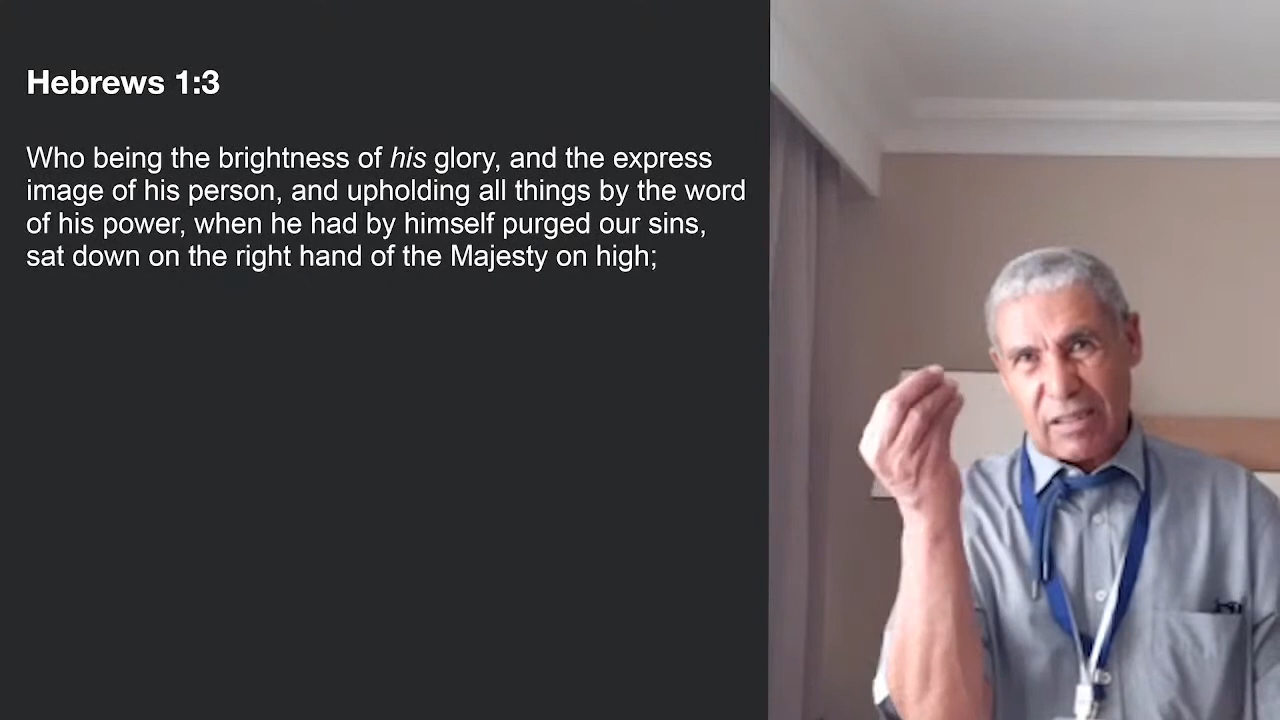 Hebrews 1:3
Who being the brightness of his glory, and the express
image of his person, and upholding all things by the word
of his power, when he had by himself purged our sins,
sat down on the right hand of the Majesty on high;